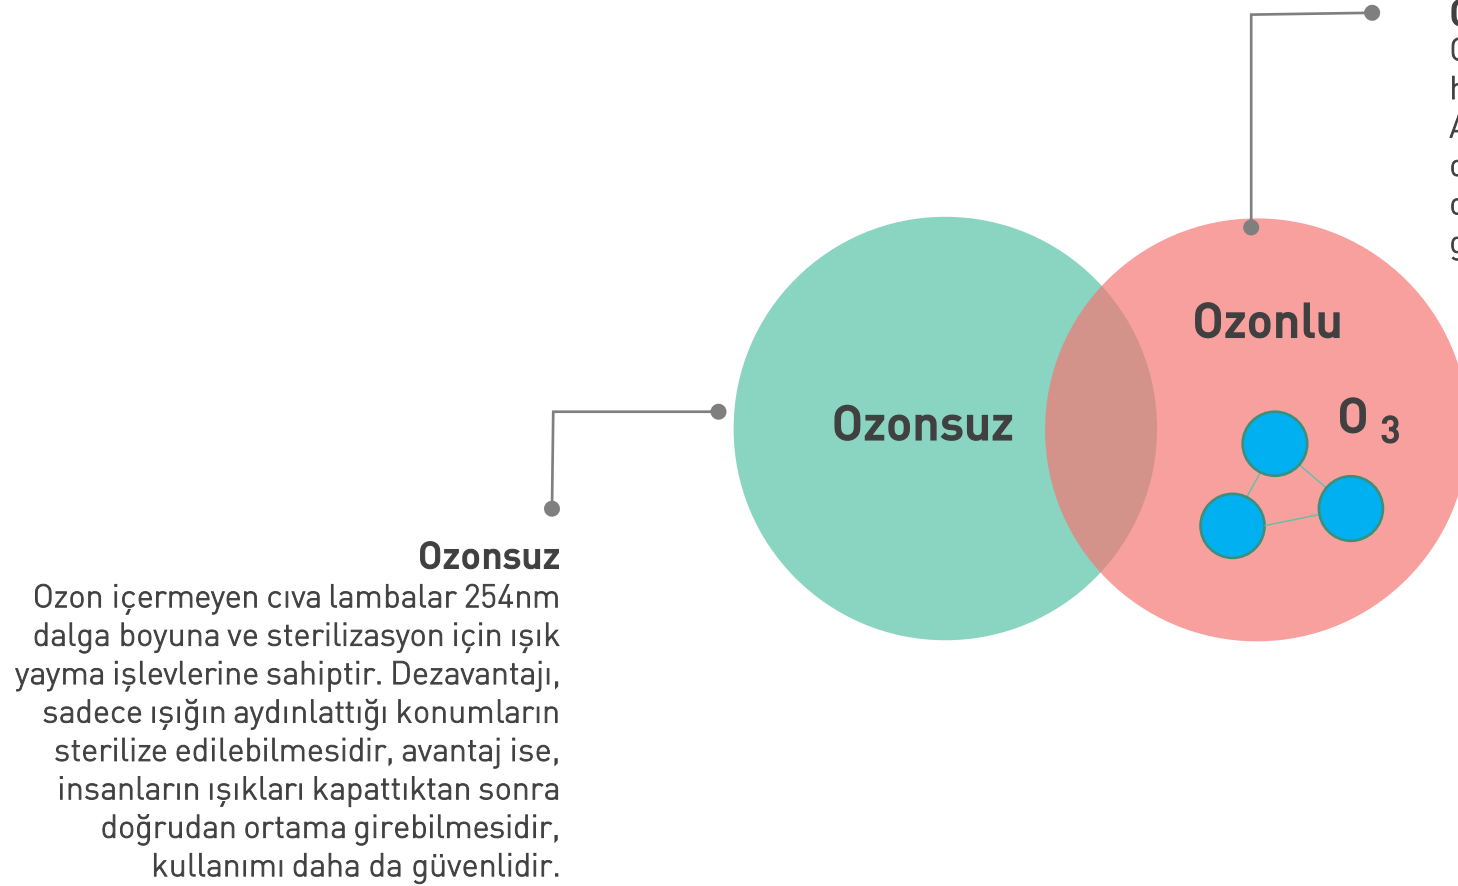 Ozonlu
O 3
Ozonsuz
Ozonsuz
Ozon içermeyen cıva lambalar 254nm
dalga boyuna ve sterilizasyon için ışık
yayma işlevlerine sahiptir. Dezavantajı,
sadece ışığın aydınlattığı konumların
sterilize edilebilmesidir, avantaj ise,
insanların ışıkları kapattıktan sonra
doğrudan ortama girebilmesidir,
kullanımı daha da güvenlidir.